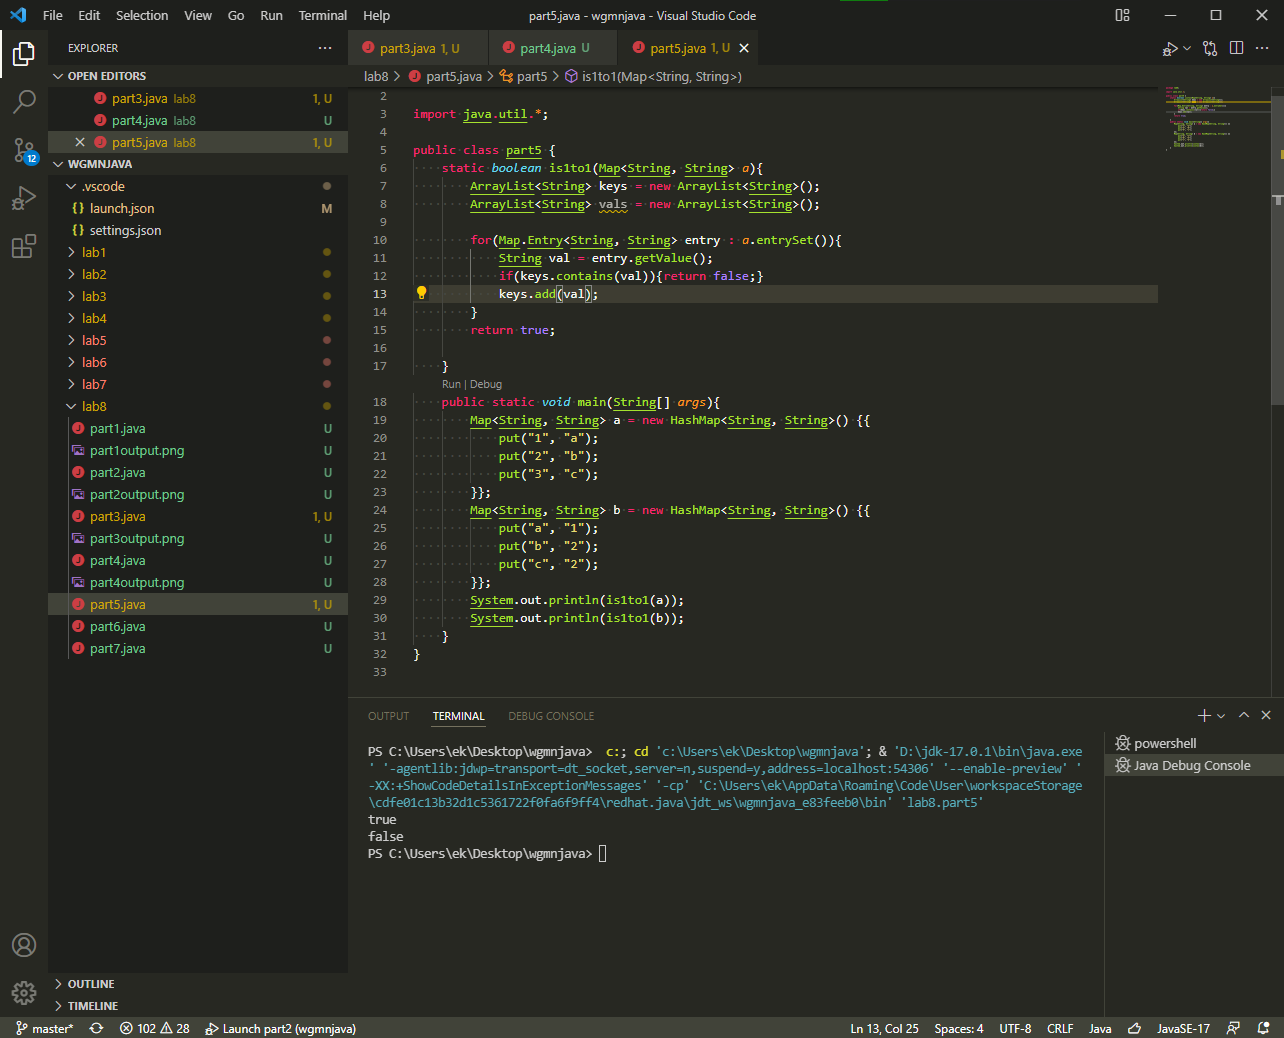 File Edit Selection View Go Run Terminal Help part5.java - wgmnjava - Visual Studio Code
EXPLORER
OPEN EDITORS
part3.java lab8 1, U
part4.java lab8 U
part5.java lab8 1, U
WGMNJAVA
.vscode
{} launch.json M
{} settings.json
lab1
lab2
lab3
lab4
lab5
lab6
lab7
lab8
part1.java U
part1output.png U
part2.java U
part2output.png U
part3.java 1, U
part3output.png U
part4.java U
part4output.png U
part5.java 1, U
part6.java U
part7.java U
OUTLINE
TIMELINE
12
part3.java 1, U part4.java U part5.java 1, U
lab8 > part5.java > part5 > is1to1(Map<String, String>)
2
3 import java.util.*;
4
5 public class part5 {
6 static boolean is1to1(Map<String, String> a){
7 ArrayList<String> keys = new ArrayList<String>();
8 ArrayList<String> vals = new ArrayList<String>();
9
10 for(Map.Entry<String, String> entry : a.entrySet()){
11 String val = entry.getValue();
12 if(keys.contains(val)){return false;}
13 keys.add(val);
14 }
15 return true;
16
17 }
Run | Debug
18 public static void main(String[] args){
19 Map<String, String> a = new HashMap<String, String>() {{
20 put("1", "a");
21 put("2", "b");
22 put("3", "c");
23 }};
24 Map<String, String> b = new HashMap<String, String>() {{
25 put("a", "1");
26 put("b", "2");
27 put("c", "2");
28 }};
29 System.out.println(is1to1(a));
30 System.out.println(is1to1(b));
31 }
32 }
33
OUTPUT TERMINAL DEBUG CONSOLE
PS C:\Users\ek\Desktop\wgmnjava> c:; cd 'c:\Users\ek\Desktop\wgmnjava'; & 'D:\jdk-17.0.1\bin\java.exe
' '-agentlib:jdwp=transport=dt_socket,server=n,suspend=y,address=localhost:54306' '--enable-preview' '
-XX:+ShowCodeDetailsInExceptionMessages' '-cp' 'C:\Users\ek\AppData\Roaming\Code\User\workspaceStorage
\cdfe01c13b32d1c5361722f0fa6f9ff4\redhat.java\jdt_ws\wgmnjava_e83feeb0\bin' 'lab8.part5'
true
false
PS C:\Users\ek\Desktop\wgmnjava>
powershell
Java Debug Console
master* 102 28 Launch part2 (wgmnjava) Ln 13, Col 25 Spaces: 4 UTF-8 CRLF Java JavaSE-17